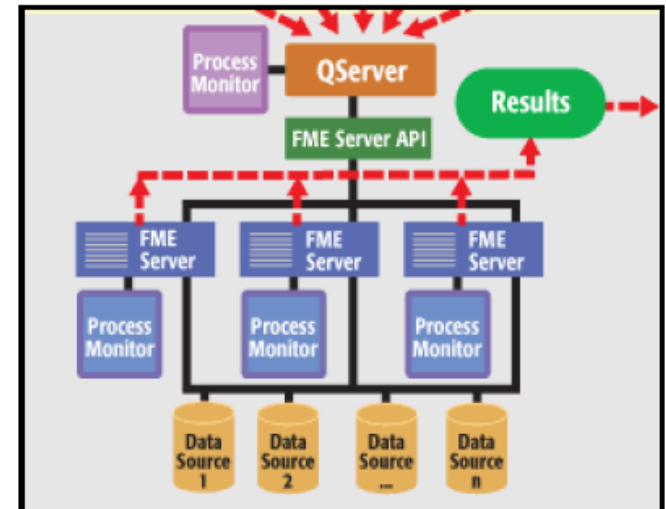 Process
Monitor
QServer
Results
FME Server API
FME
Server
FME
Server
FME
Server
Process
Monitor
Process
Monitor
Process
Monitor
Data
Source
1
Data
Source
2
Data
Source
...
Data
Source
n